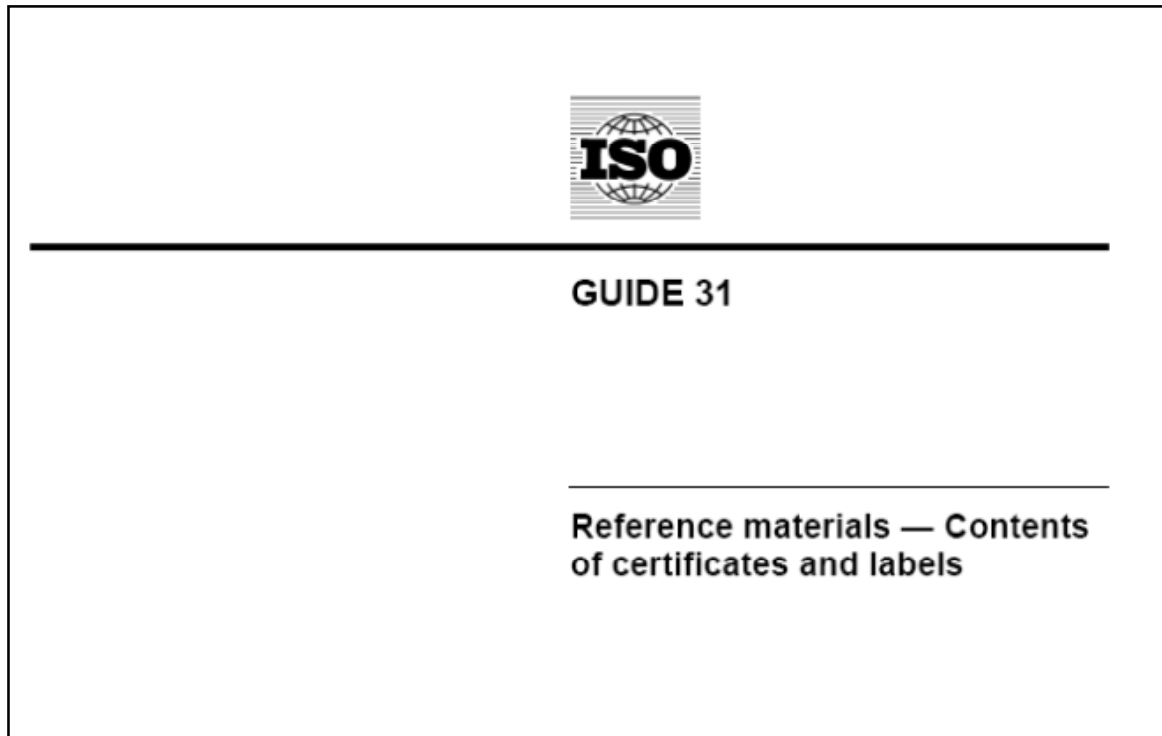 ISO
GUIDE 31
Reference materials — Contents
of certificates and labels